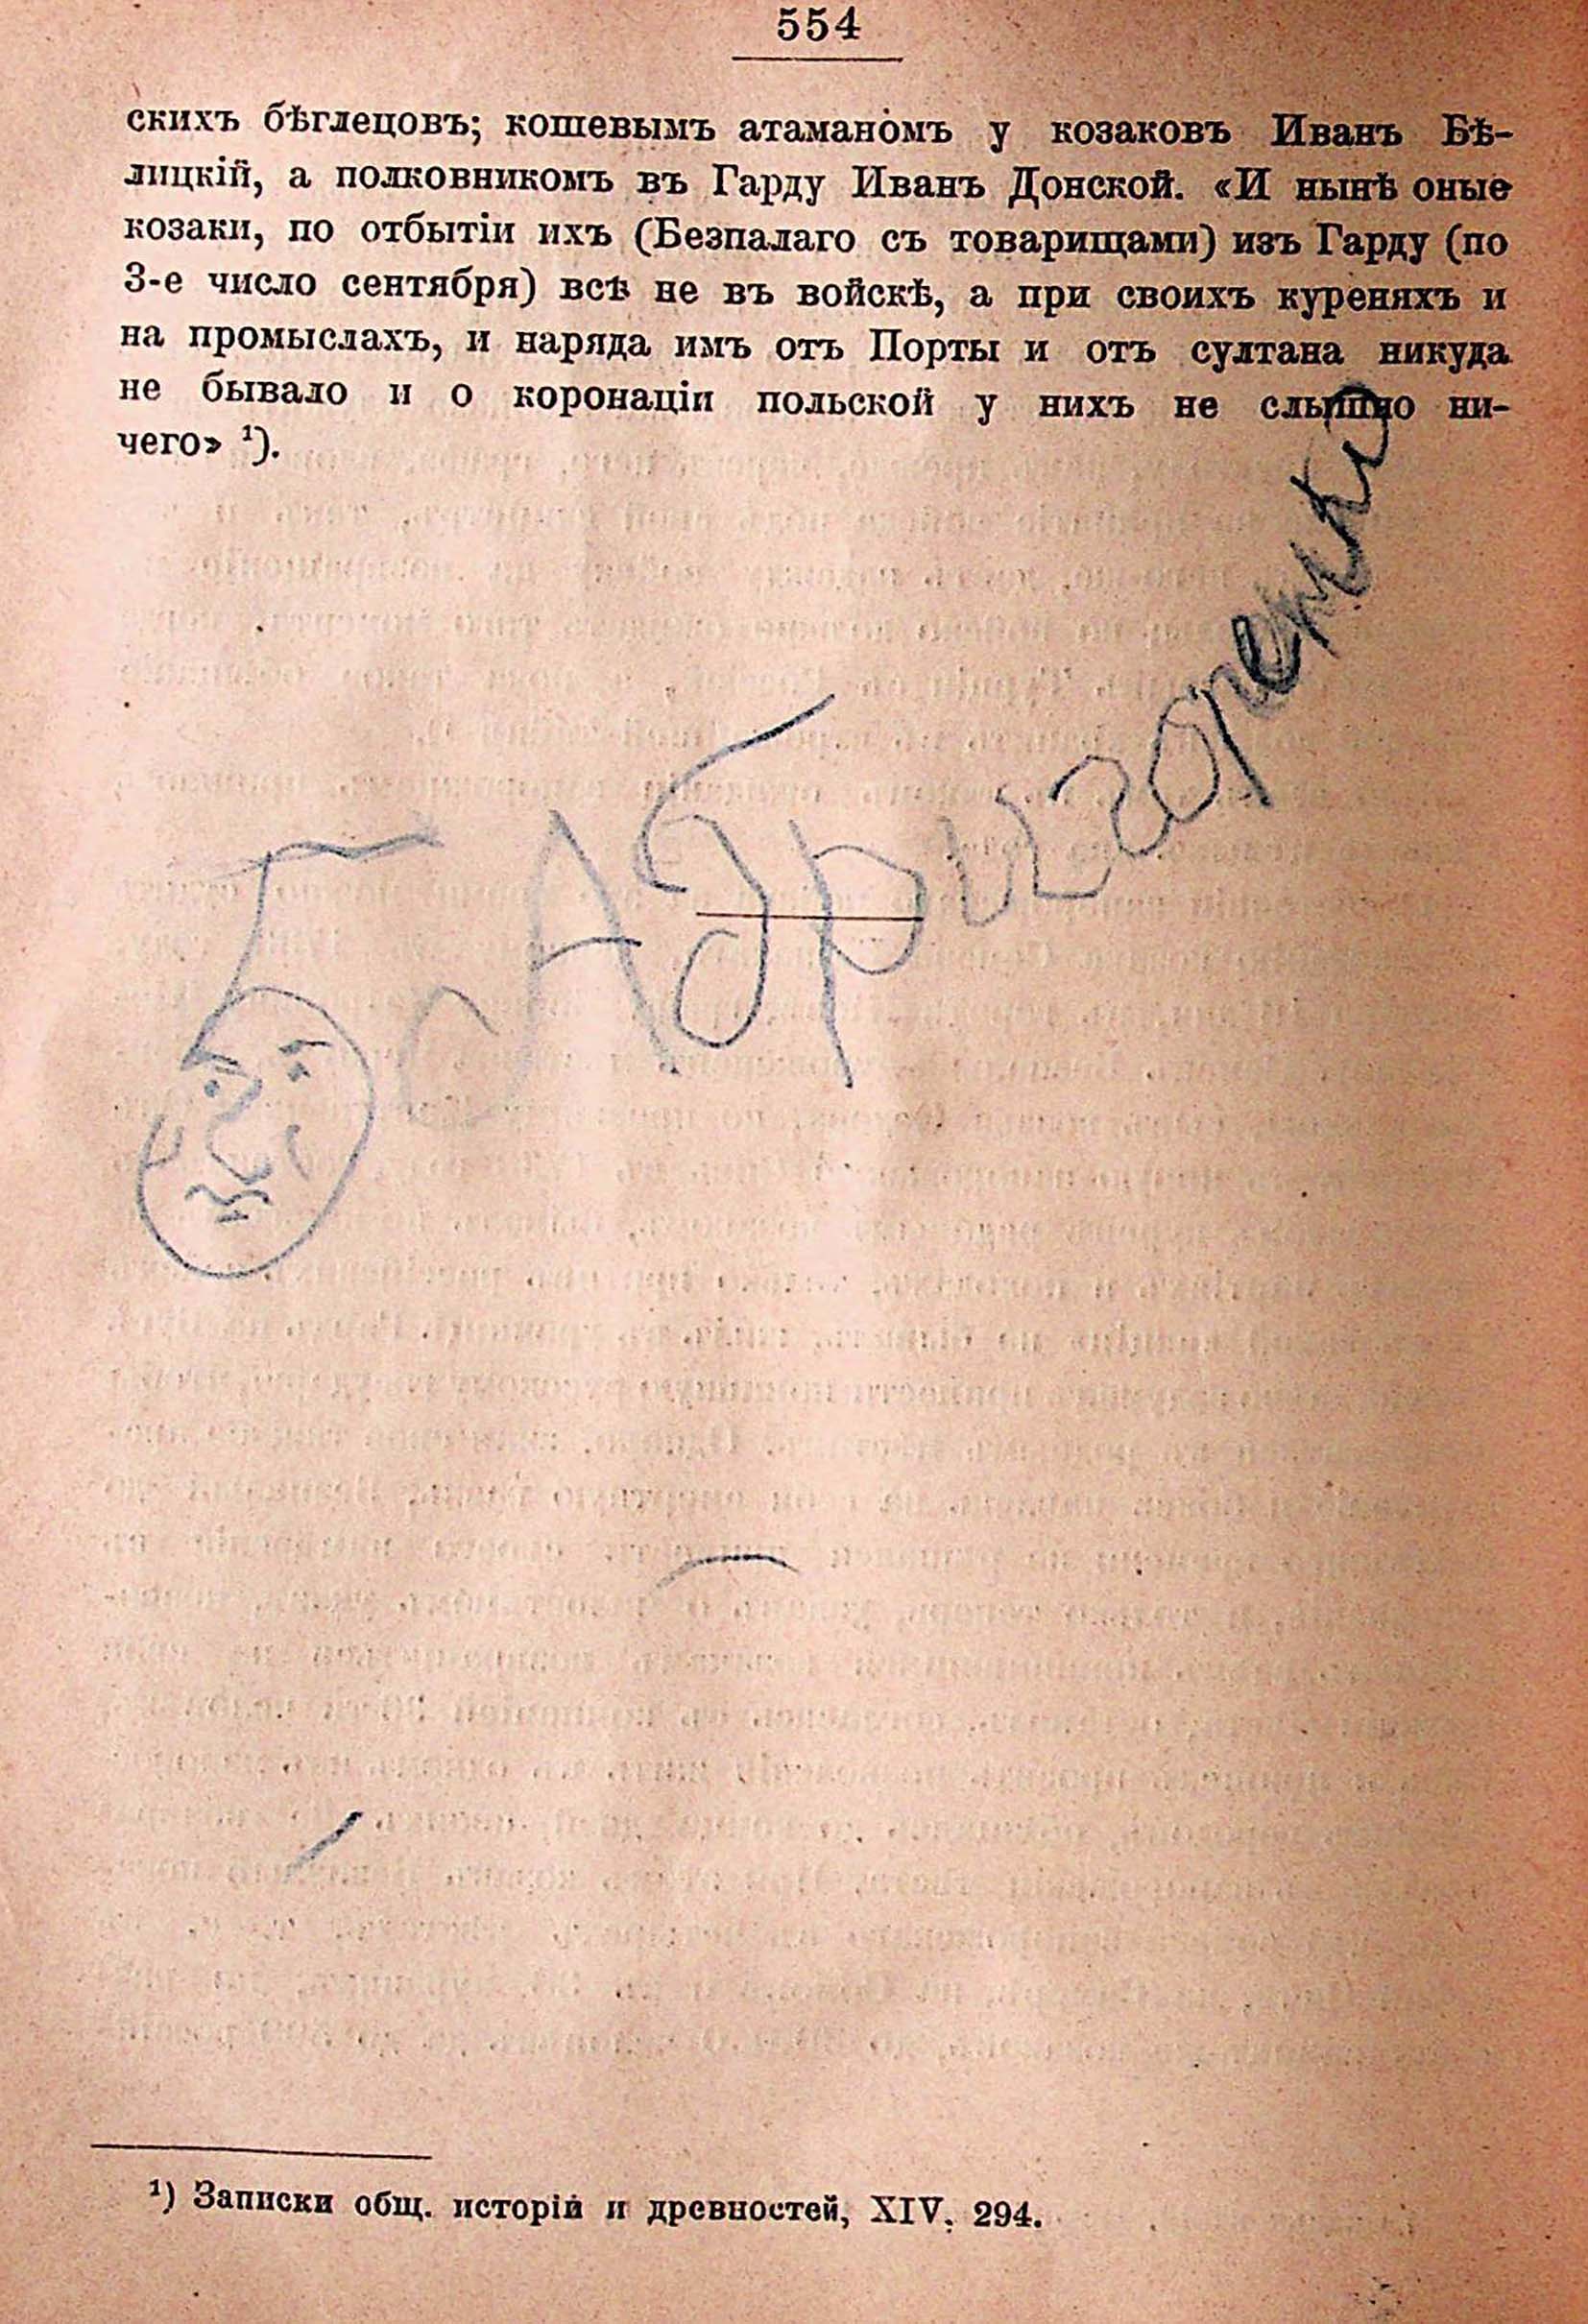 554
скихъ бѣглецовъ; кошевымъ атаманомъ у козаковъ Иванъ Бѣ-
лицкій, а полковникомъ въ Гарду Иванъ Донской. «И нынѣ оные
козаки, по отбытіи ихъ (Безпалаго съ товарищами) изъ Гарду (по
3-е число сентября) всѣ не въ войскѣ, а при своихъ куреняхъ и
на промыслахъ, и наряда имъ отъ Порты и отъ султана никуда
не бывало и о коронаціи польской у нихъ не слышно ни-
чего» ¹).
¹) Записки общ. исторіи и древностей, XIV. 294.